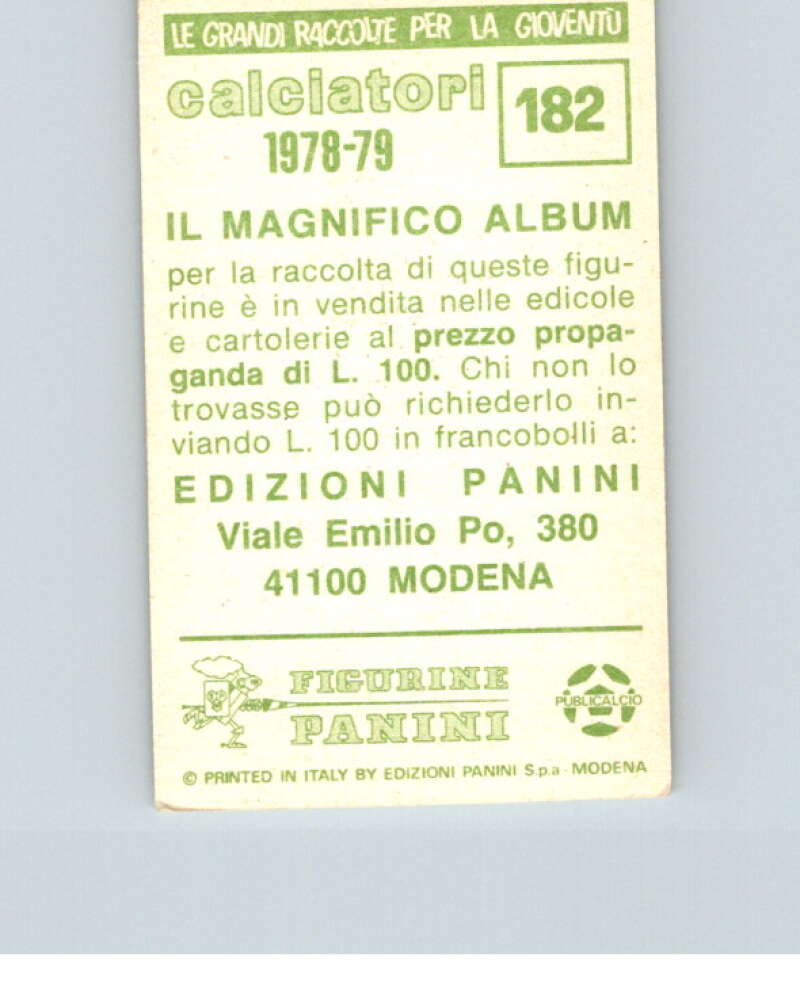 LE GRANDI RACCOLTE PER LA GIOVENTÙ
calciatori
182
1978-79
IL MAGNIFICO ALBUM
per la raccolta di queste figu-
rine è in vendita nelle edicole
e cartolerie al prezzo propa-
ganda di L. 100. Chi non lo
trovasse può richiederlo in-
viando L. 100 in francobolli a:
EDIZIONI PANINI
Viale Emilio Po, 380
41100 MODENA
FIGURINE
PANINI
PUBLICALCIO
© PRINTED IN ITALY BY EDIZIONI PANINI S.p.a - MODENA